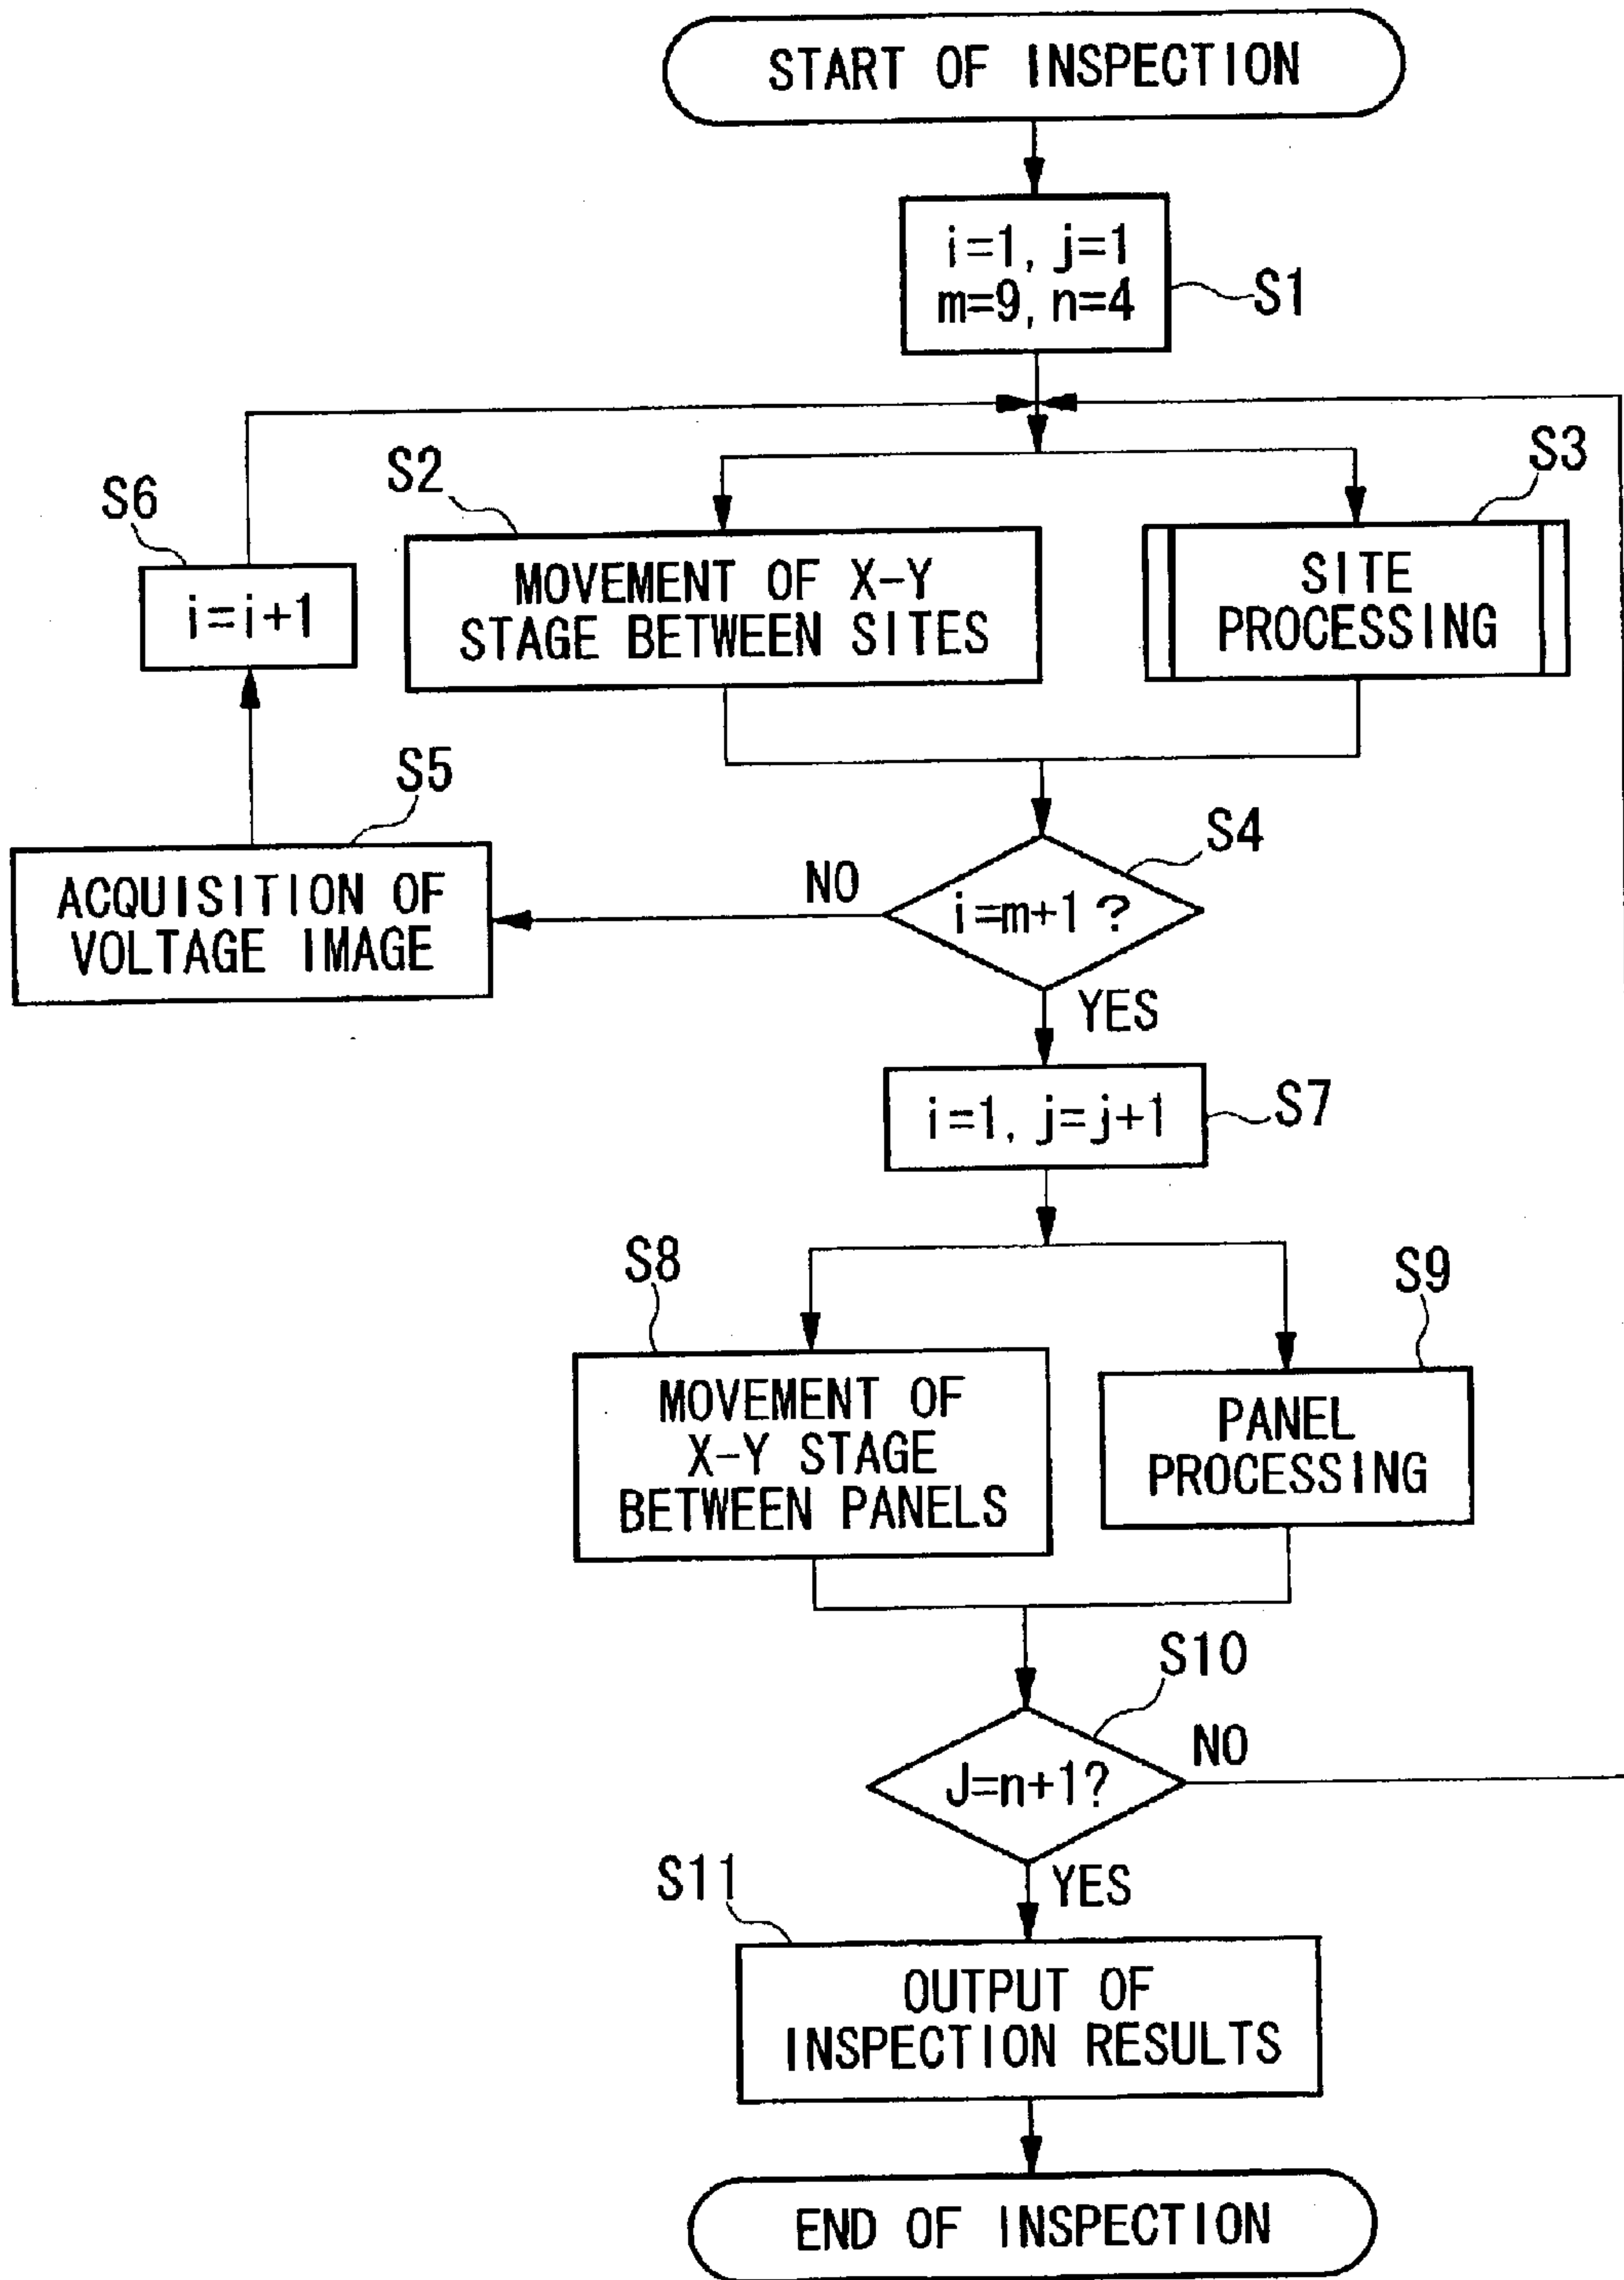 START OF INSPECTION
i=1, j=1
m=9, n=4
S1
S2
S3
S6
MOVEMENT OF X-Y
STAGE BETWEEN SITES
SITE
PROCESSING
i=i+1
S5
S4
ACQUISITION OF
VOLTAGE IMAGE
NO
i=m+1?
YES
i=1, j=j+1
S7
S8
S9
MOVEMENT OF
X-Y STAGE
BETWEEN PANELS
PANEL
PROCESSING
S10
J=n+1?
NO
YES
S11
OUTPUT OF
INSPECTION RESULTS
END OF INSPECTION